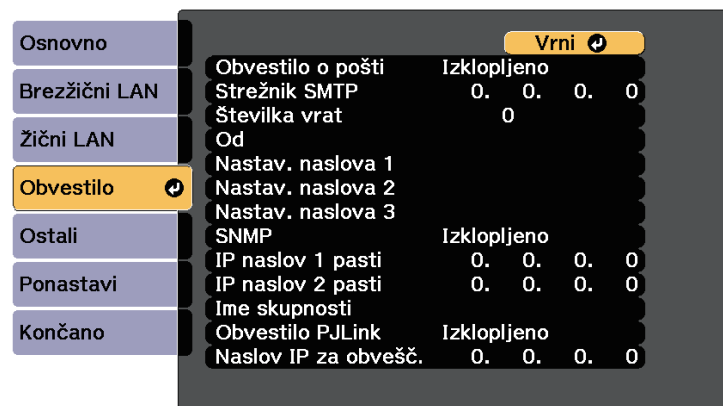 Osnovno
Brezžični LAN
Žični LAN
Obvestilo
Ostali
Ponastavi
Končano
Vrni
Obvestilo o pošti Izklopljeno
Strežnik SMTP 0. 0. 0. 0
Številka vrat 0
Od
Nastav. naslova 1
Nastav. naslova 2
Nastav. naslova 3
SNMP Izklopljeno
IP naslov 1 pasti 0. 0. 0. 0
IP naslov 2 pasti 0. 0. 0. 0
Ime skupnosti
Obvestilo PJLink Izklopljeno
Naslov IP za obvešč. 0. 0. 0. 0